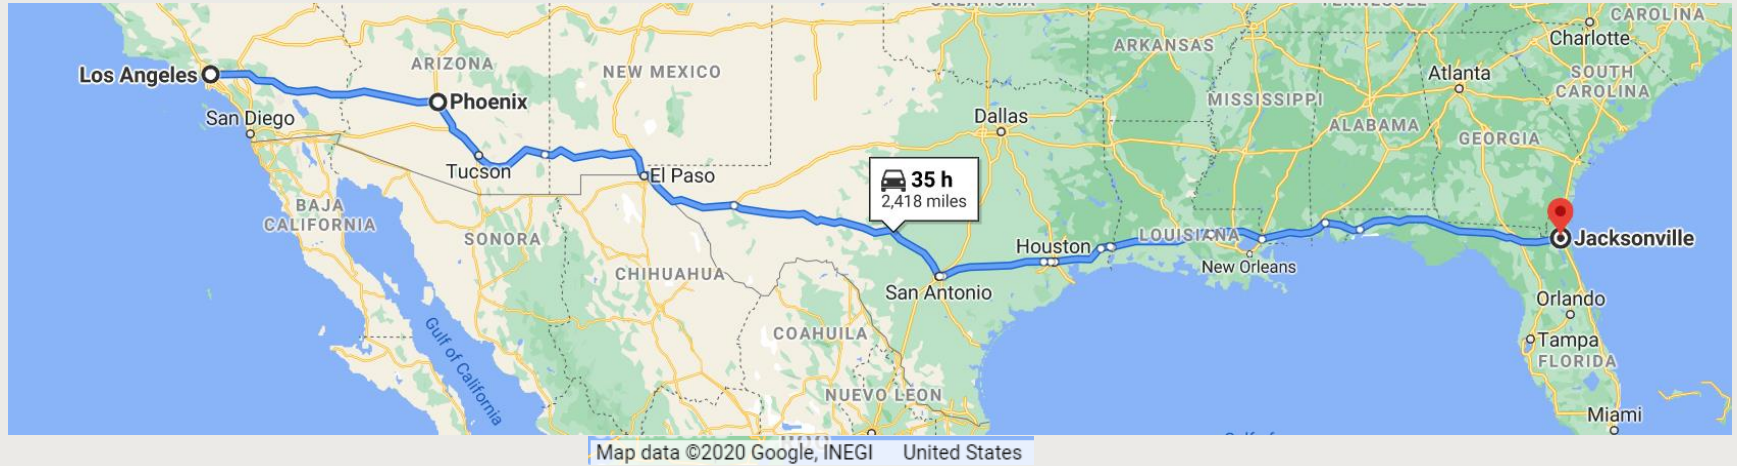 CAROLINA
Charlotte
ARKANSAS
ARIZONA
NEW MEXICO
Los Angeles
Atlanta
SOUTH
CAROLINA
Phoenix
MISSISSIPPI
San Diego
Dallas
ALABAMA
GEORGIA
Tucson
El Paso
35 h
2,418 miles
BAJA
CALIFORNIA
SONORA
Houston
LOUISIANA
Jacksonville
CHIHUAHUA
New Orleans
San Antonio
Orlando
Gulf of California
COAHUILA
Tampa
FLORIDA
NUEVO LEON
Miami
Map data ©2020 Google, INEGI United States